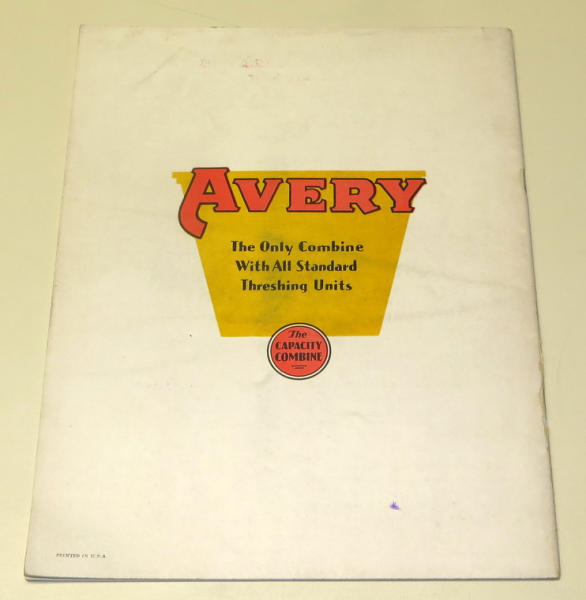 AVERY
The Only Combine
With All Standard
Threshing Units
The
CAPACITY
COMBINE
PRINTED IN U.S.A.